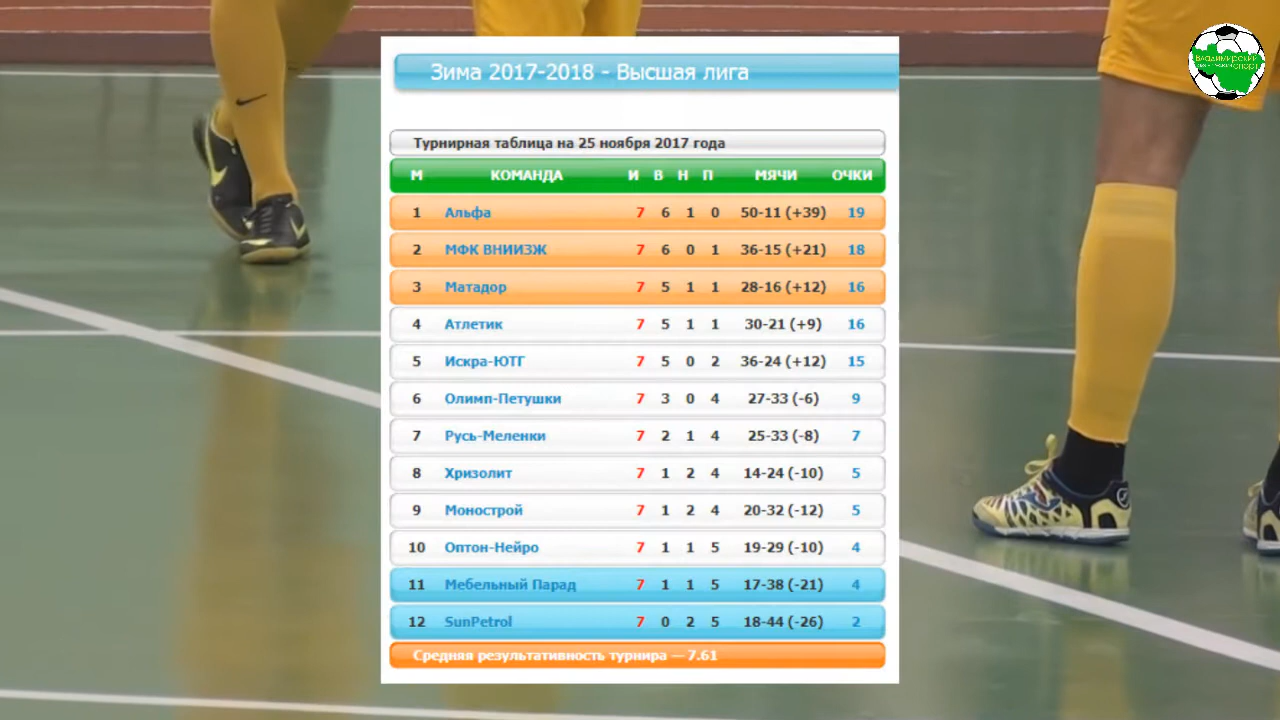 Зима 2017-2018 - Высшая лига
Турнирная таблица на 25 ноября 2017 года
М КОМАНДА И В Н П МЯЧИ ОЧКИ
1 Альфа 7 6 1 0 50-11 (+39) 19
2 МФК ВНИИЗЖ 7 6 0 1 36-15 (+21) 18
3 Матадор 7 5 1 1 28-16 (+12) 16
4 Атлетик 7 5 1 1 30-21 (+9) 16
5 Искра-ЮТГ 7 5 0 2 36-24 (+12) 15
6 Олимп-Петушки 7 3 0 4 27-33 (-6) 9
7 Русь-Меленки 7 2 1 4 25-33 (-8) 7
8 Хризолит 7 1 2 4 14-24 (-10) 5
9 Монострой 7 1 2 4 20-32 (-12) 5
10 Оптон-Нейро 7 1 1 5 19-29 (-10) 4
11 Мебельный Парад 7 1 1 5 17-38 (-21) 4
12 SunPetrol 7 0 2 5 18-44 (-26) 2
Средняя результативность турнира — 7.61
Владимирский
спорт